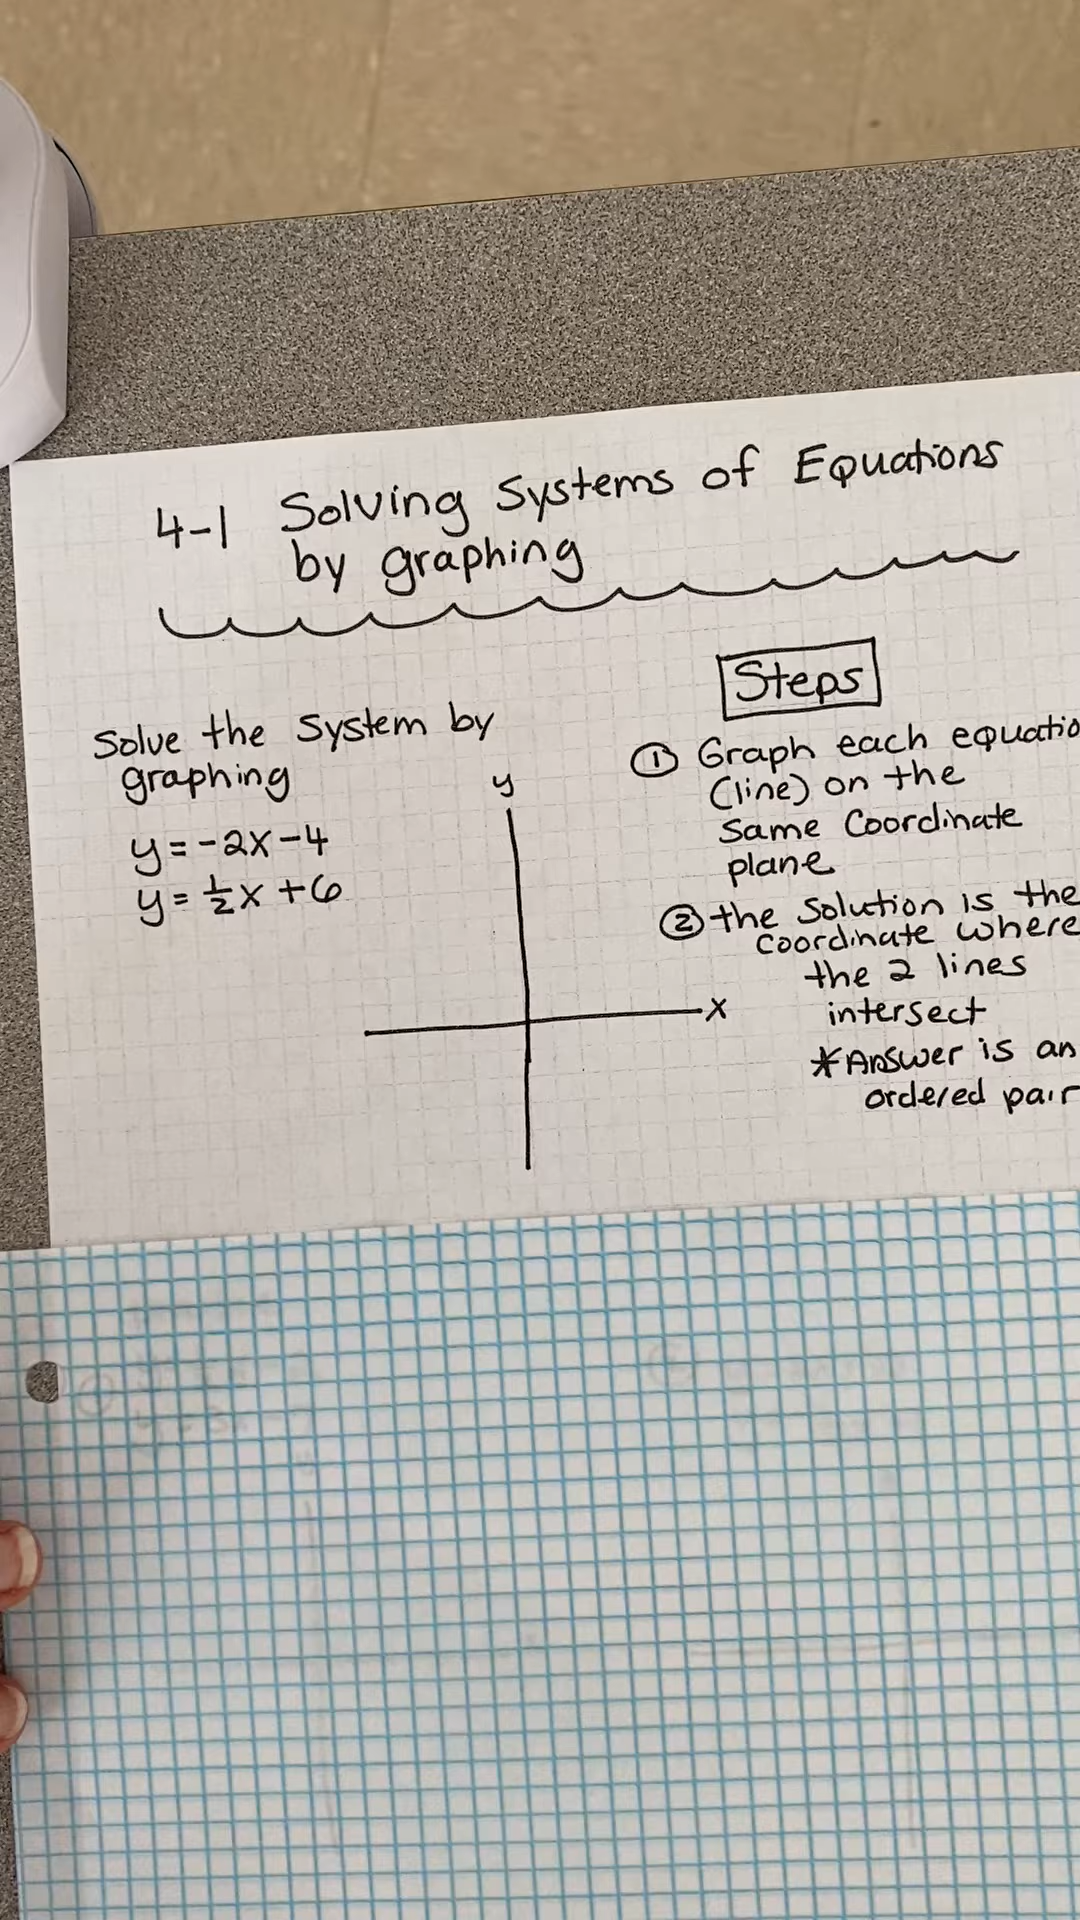 4-1 Solving Systems of Equations
by graphing
Solve the System by
graphing
y = -2x - 4
y = 1/2 x + 6
y
x
Steps
① Graph each equatio
(line) on the
Same Coordinate
plane
② the Solution is the
Coordinate where
the 2 lines
intersect
*Answer is an
ordered pair